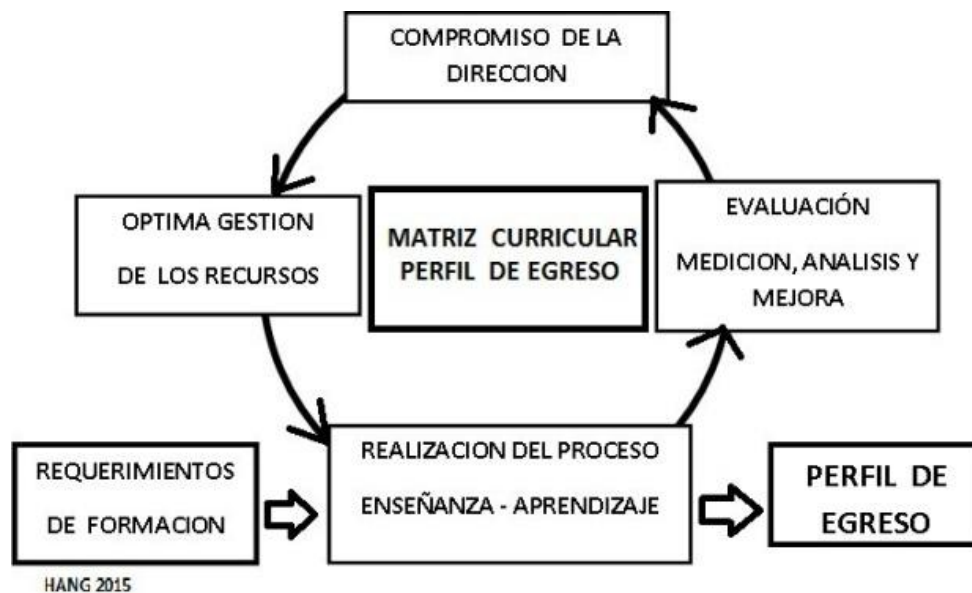 COMPROMISO DE LA
DIRECCION
OPTIMA GESTION
DE LOS RECURSOS
MATRIZ CURRICULAR
PERFIL DE EGRESO
EVALUACIÓN
MEDICION, ANALISIS Y
MEJORA
REQUERIMIENTOS
DE FORMACION
REALIZACION DEL PROCESO
ENSEÑANZA - APRENDIZAJE
PERFIL DE
EGRESO
HANG 2015